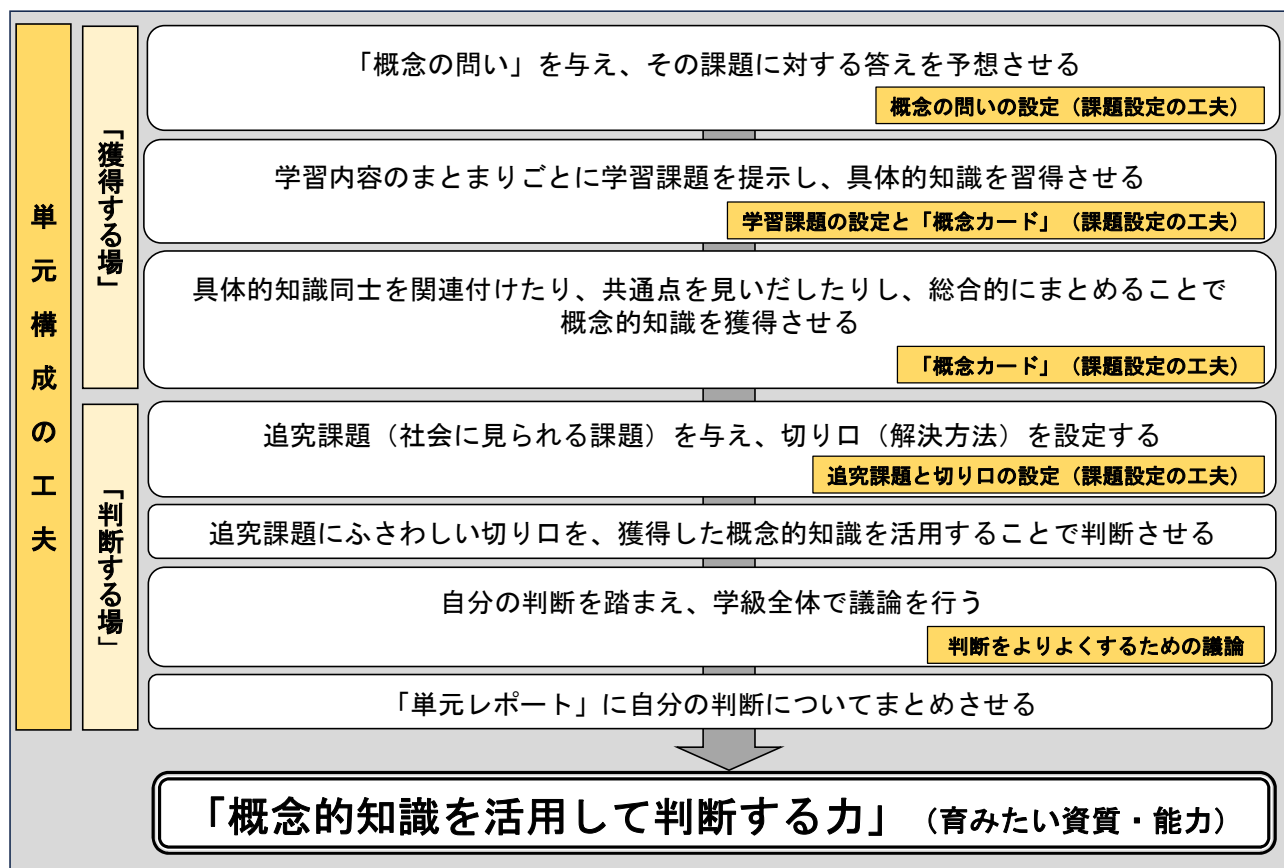 単元構成の工夫
「獲得する場」
「概念の問い」を与え、その課題に対する答えを予想させる
概念の問いの設定（課題設定の工夫）
学習内容のまとまりごとに学習課題を提示し、具体的知識を習得させる
学習課題の設定と「概念カード」（課題設定の工夫）
具体的知識同士を関連付けたり、共通点を見いだしたりし、総合的にまとめることで
概念的知識を獲得させる
「概念カード」（課題設定の工夫）
「判断する場」
追究課題（社会に見られる課題）を与え、切り口（解決方法）を設定する
追究課題と切り口の設定（課題設定の工夫）
追究課題にふさわしい切り口を、獲得した概念的知識を活用することで判断させる
自分の判断を踏まえ、学級全体で議論を行う
判断をよりよくするための議論
「単元レポート」に自分の判断についてまとめさせる
「概念的知識を活用して判断する力」（育みたい資質・能力）